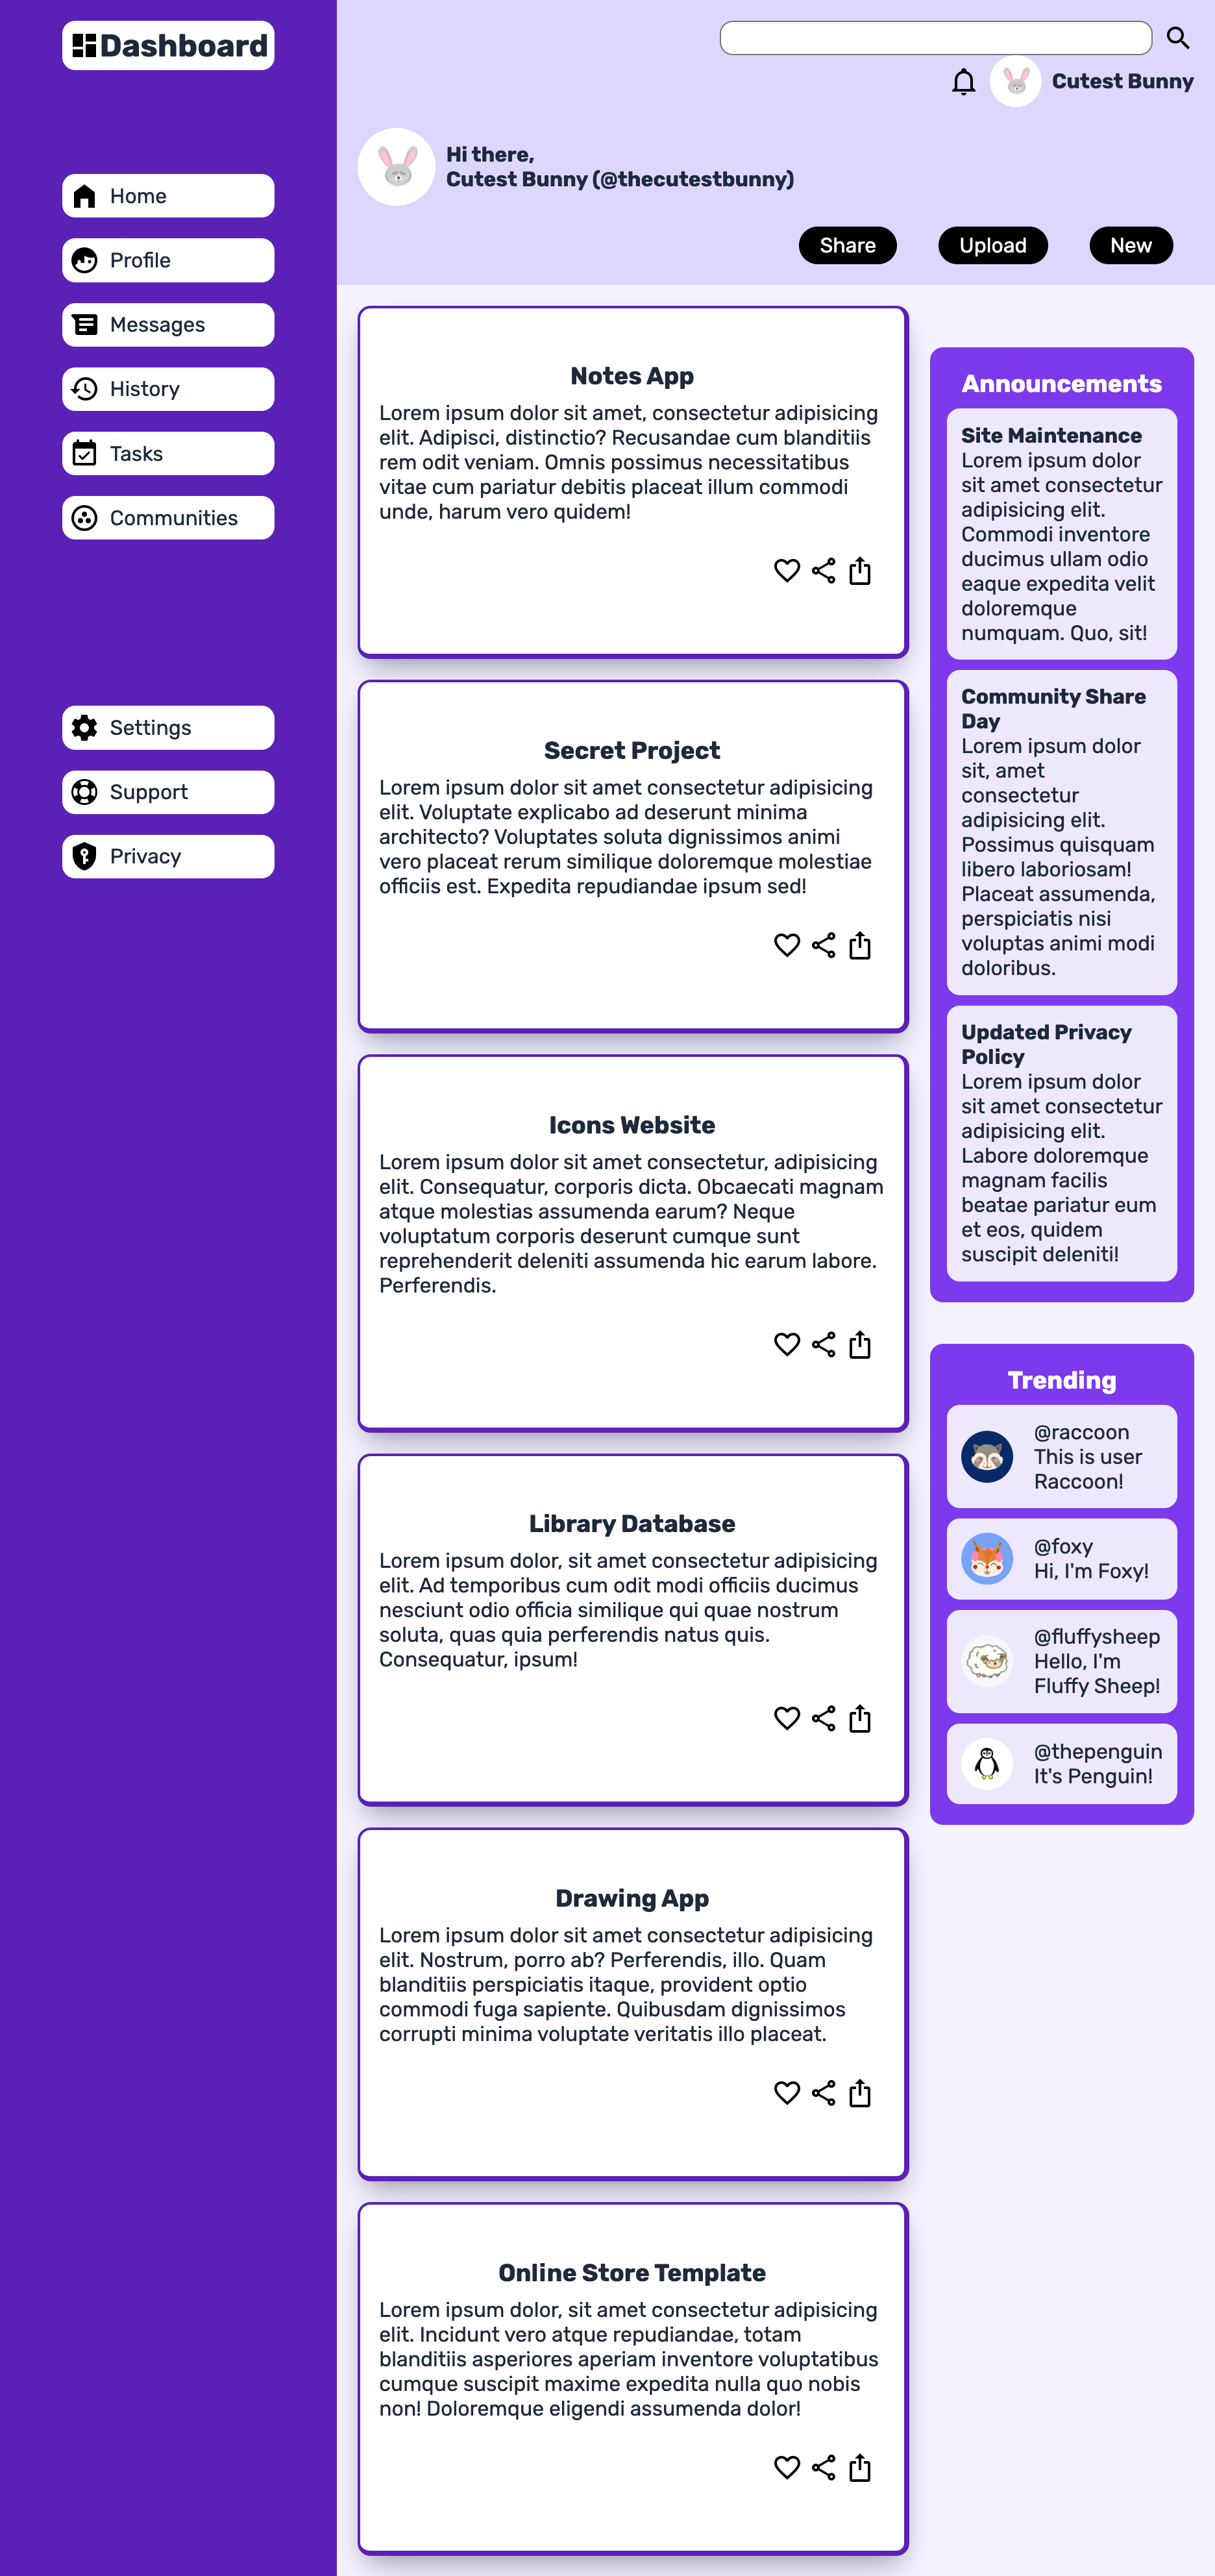 Dashboard
Home
Profile
Messages
History
Tasks
Communities
Settings
Support
Privacy
Cutest Bunny
Hi there,
Cutest Bunny (@thecutestbunny)
Share
Upload
New
Notes App
Lorem ipsum dolor sit amet, consectetur adipisicing
elit. Adipisci, distinctio? Recusandae cum blanditiis
rem odit veniam. Omnis possimus necessitatibus
vitae cum pariatur debitis placeat illum commodi
unde, harum vero quidem!
Secret Project
Lorem ipsum dolor sit amet consectetur adipisicing
elit. Voluptate explicabo ad deserunt minima
architecto? Voluptates soluta dignissimos animi
vero placeat rerum similique doloremque molestiae
officiis est. Expedita repudiandae ipsum sed!
Icons Website
Lorem ipsum dolor sit amet consectetur, adipisicing
elit. Consequatur, corporis dicta. Obcaecati magnam
atque molestias assumenda earum? Neque
voluptatum corporis deserunt cumque sunt
reprehenderit deleniti assumenda hic earum labore.
Perferendis.
Library Database
Lorem ipsum dolor, sit amet consectetur adipisicing
elit. Ad temporibus cum odit modi officiis ducimus
nesciunt odio officia similique qui quae nostrum
soluta, quas quia perferendis natus quis.
Consequatur, ipsum!
Drawing App
Lorem ipsum dolor sit amet consectetur adipisicing
elit. Nostrum, porro ab? Perferendis, illo. Quam
blanditiis perspiciatis itaque, provident optio
commodi fuga sapiente. Quibusdam dignissimos
corrupti minima voluptate veritatis illo placeat.
Online Store Template
Lorem ipsum dolor, sit amet consectetur adipisicing
elit. Incidunt vero atque repudiandae, totam
blanditiis asperiores aperiam inventore voluptatibus
cumque suscipit maxime expedita nulla quo nobis
non! Doloremque eligendi assumenda dolor!
Announcements
Site Maintenance
Lorem ipsum dolor
sit amet consectetur
adipisicing elit.
Commodi inventore
ducimus ullam odio
eaque expedita velit
doloremque
numquam. Quo, sit!
Community Share
Day
Lorem ipsum dolor
sit, amet
consectetur
adipisicing elit.
Possimus quisquam
libero laboriosam!
Placeat assumenda,
perspiciatis nisi
voluptas animi modi
doloribus.
Updated Privacy
Policy
Lorem ipsum dolor
sit amet consectetur
adipisicing elit.
Labore doloremque
magnam facilis
beatae pariatur eum
et eos, quidem
suscipit deleniti!
Trending
@raccoon
This is user
Raccoon!
@foxy
Hi, I'm Foxy!
@fluffysheep
Hello, I'm
Fluffy Sheep!
@thepenguin
It's Penguin!